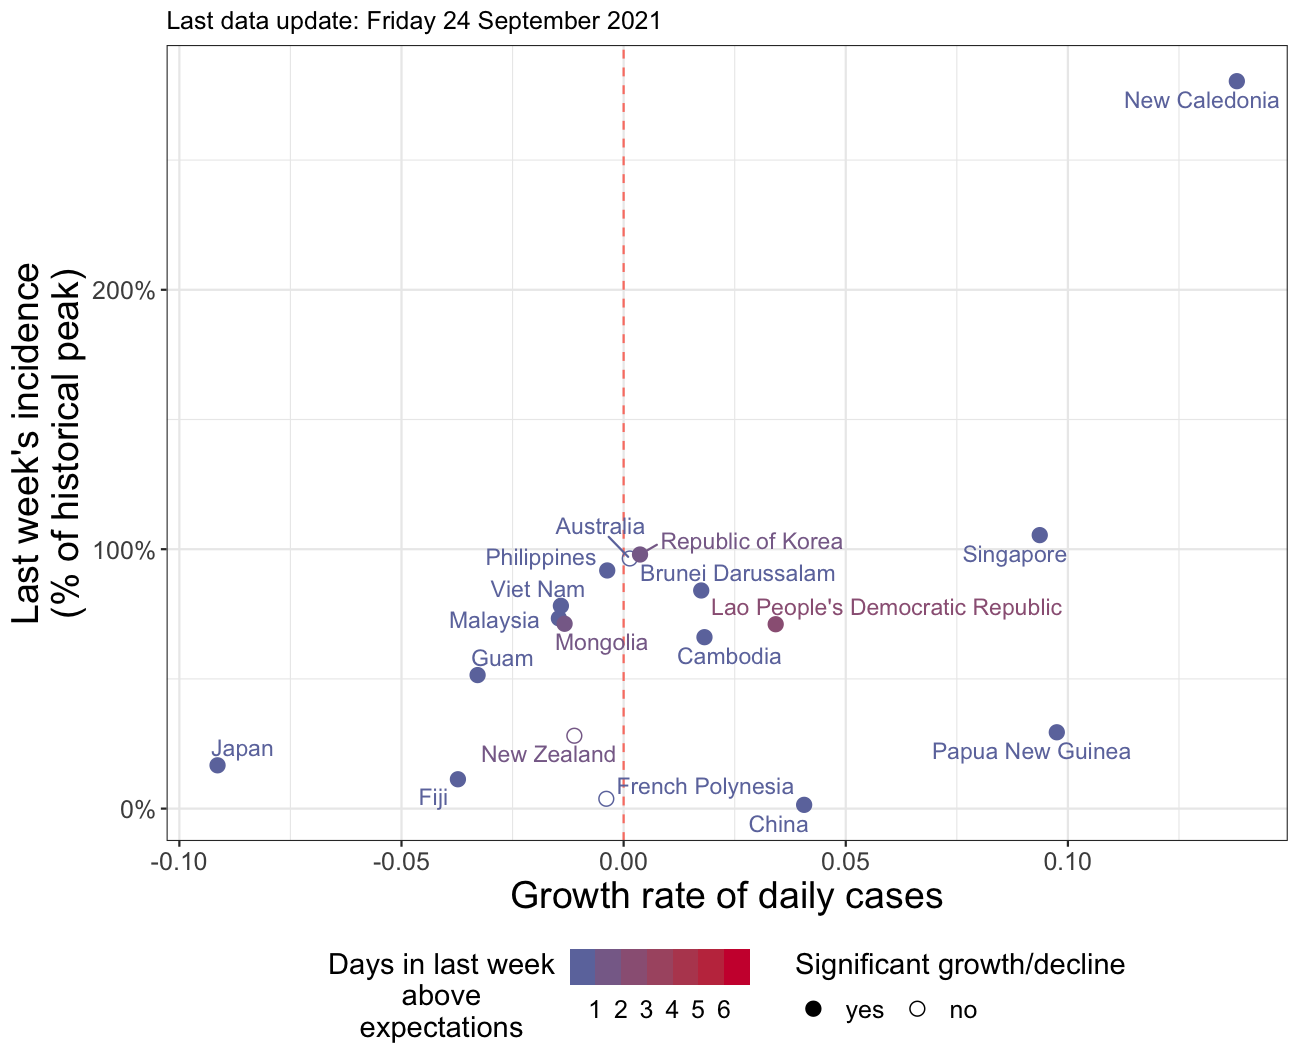 Last data update: Friday 24 September 2021
Last week's incidence
(% of historical peak)
200%
100%
0%
New Caledonia
Australia
Republic of Korea
Singapore
Philippines
Brunei Darussalam
Viet Nam
Lao People's Democratic Republic
Malaysia
Mongolia
Cambodia
Guam
Japan
New Zealand
Papua New Guinea
Fiji
French Polynesia
China
-0.10 -0.05 0.00 0.05 0.10
Growth rate of daily cases
Days in last week
above
expectations
1 2 3 4 5 6
Significant growth/decline
yes no